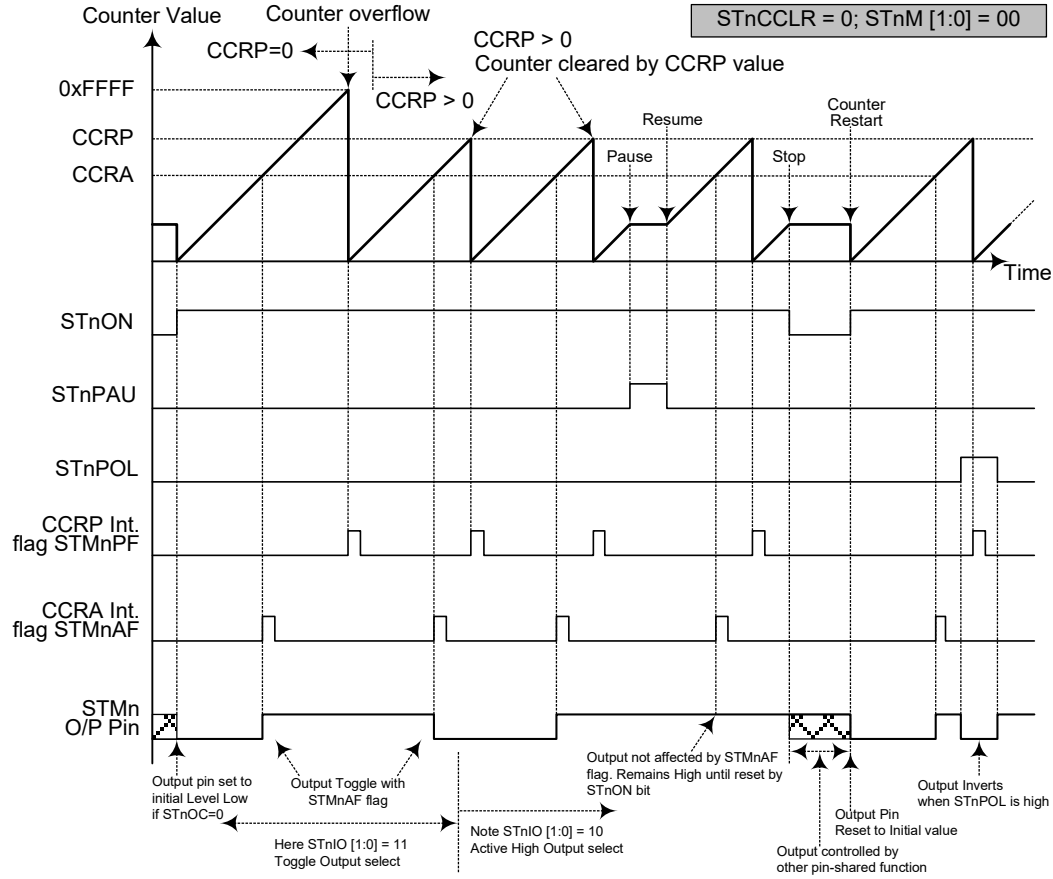 Counter Value
Counter overflow
STnCCLR = 0; STnM [1:0] = 00
CCRP=0
CCRP > 0
CCRP > 0
Counter cleared by CCRP value
0xFFFF
CCRP
CCRA
Pause
Resume
Stop
Counter
Restart
Time
STnON
STnPAU
STnPOL
CCRP Int.
flag STMnPF
CCRA Int.
flag STMnAF
STMn
O/P Pin
Output pin set to
initial Level Low
if STnOC=0
Output Toggle with
STMnAF flag
Output not affected by STMnAF
flag. Remains High until reset by
STnON bit
Output Inverts
when STnPOL is high
Output Pin
Reset to Initial value
Here STnIO [1:0] = 11
Toggle Output select
Note STnIO [1:0] = 10
Active High Output select
Output controlled by
other pin-shared function